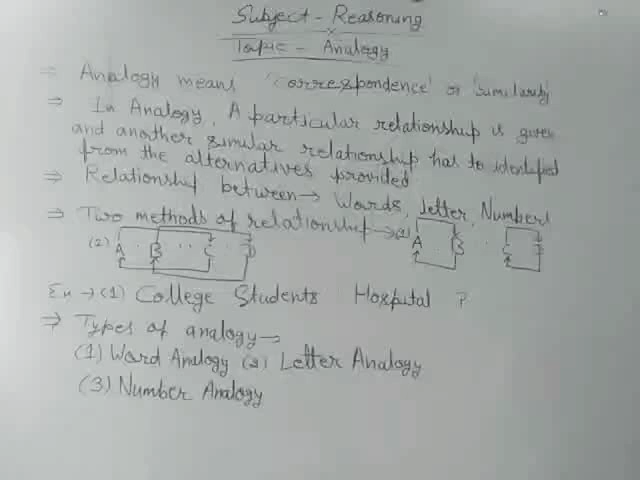 Subject - Reasoning
Topic - Analogy
⇒ Analogy means 'correspondence' or 'similarity'
⇒ In Analogy, A particular relationship is given
and another similar relationship has to identified
from the alternatives provided.
⇒ Relationship between → Words, Letter, Number
⇒ Two methods of relationship → (1) A : B :: C : D
(2) A : B :: C : D
Ex → (1) College Students Hospital ?
⇒ Types of analogy →
(1) Word Analogy (2) Letter Analogy
(3) Number Analogy